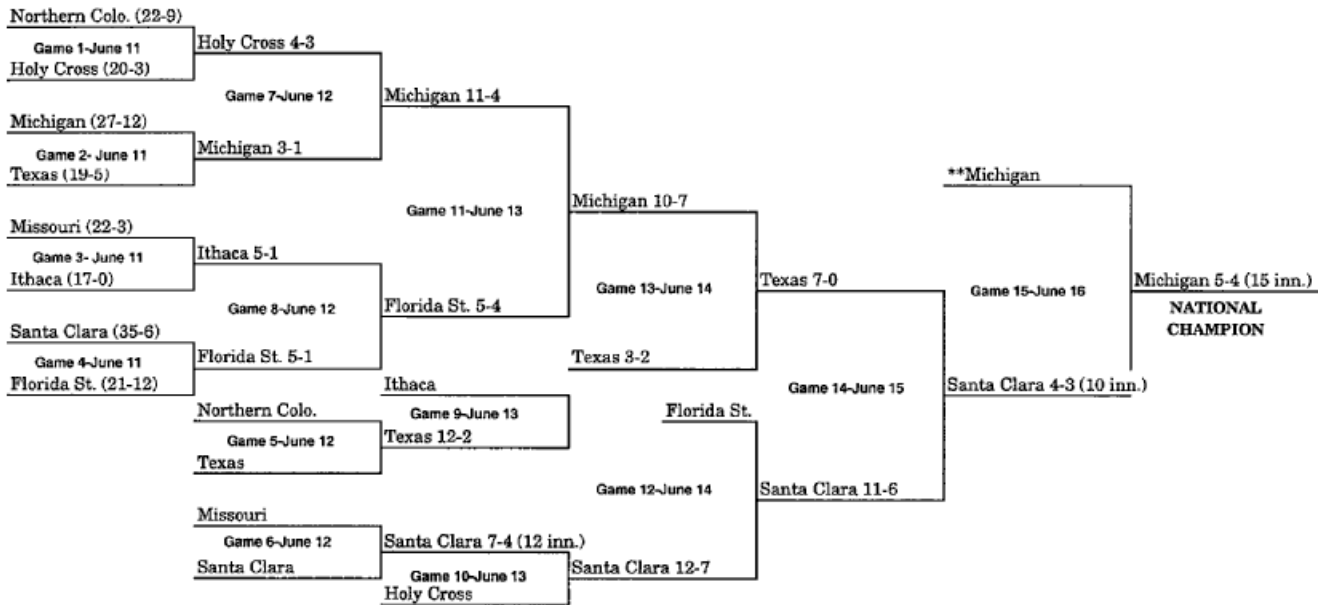 Northern Colo. (22-9)
Game 1-June 11
Holy Cross (20-3)
Holy Cross 4-3
Game 7-June 12
Michigan (27-12)
Game 2- June 11
Texas (19-5)
Michigan 3-1
Michigan 11-4
Game 11-June 13
Missouri (22-3)
Game 3- June 11
Ithaca (17-0)
Ithaca 5-1
Game 8-June 12
Santa Clara (35-6)
Game 4-June 11
Florida St. (21-12)
Florida St. 5-1
Florida St. 5-4
Michigan 10-7
Game 13-June 14
Northern Colo.
Game 5-June 12
Texas
Ithaca
Game 9-June 13
Texas 12-2
Texas 3-2
Texas 7-0
Game 14-June 15
Missouri
Game 6-June 12
Santa Clara
Santa Clara 7-4 (12 inn.)
Game 10-June 13
Holy Cross
Santa Clara 12-7
Florida St.
Game 12-June 14
Santa Clara 11-6
**Michigan
Game 15-June 16
Santa Clara 4-3 (10 inn.)
Michigan 5-4 (15 inn.)
NATIONAL
CHAMPION